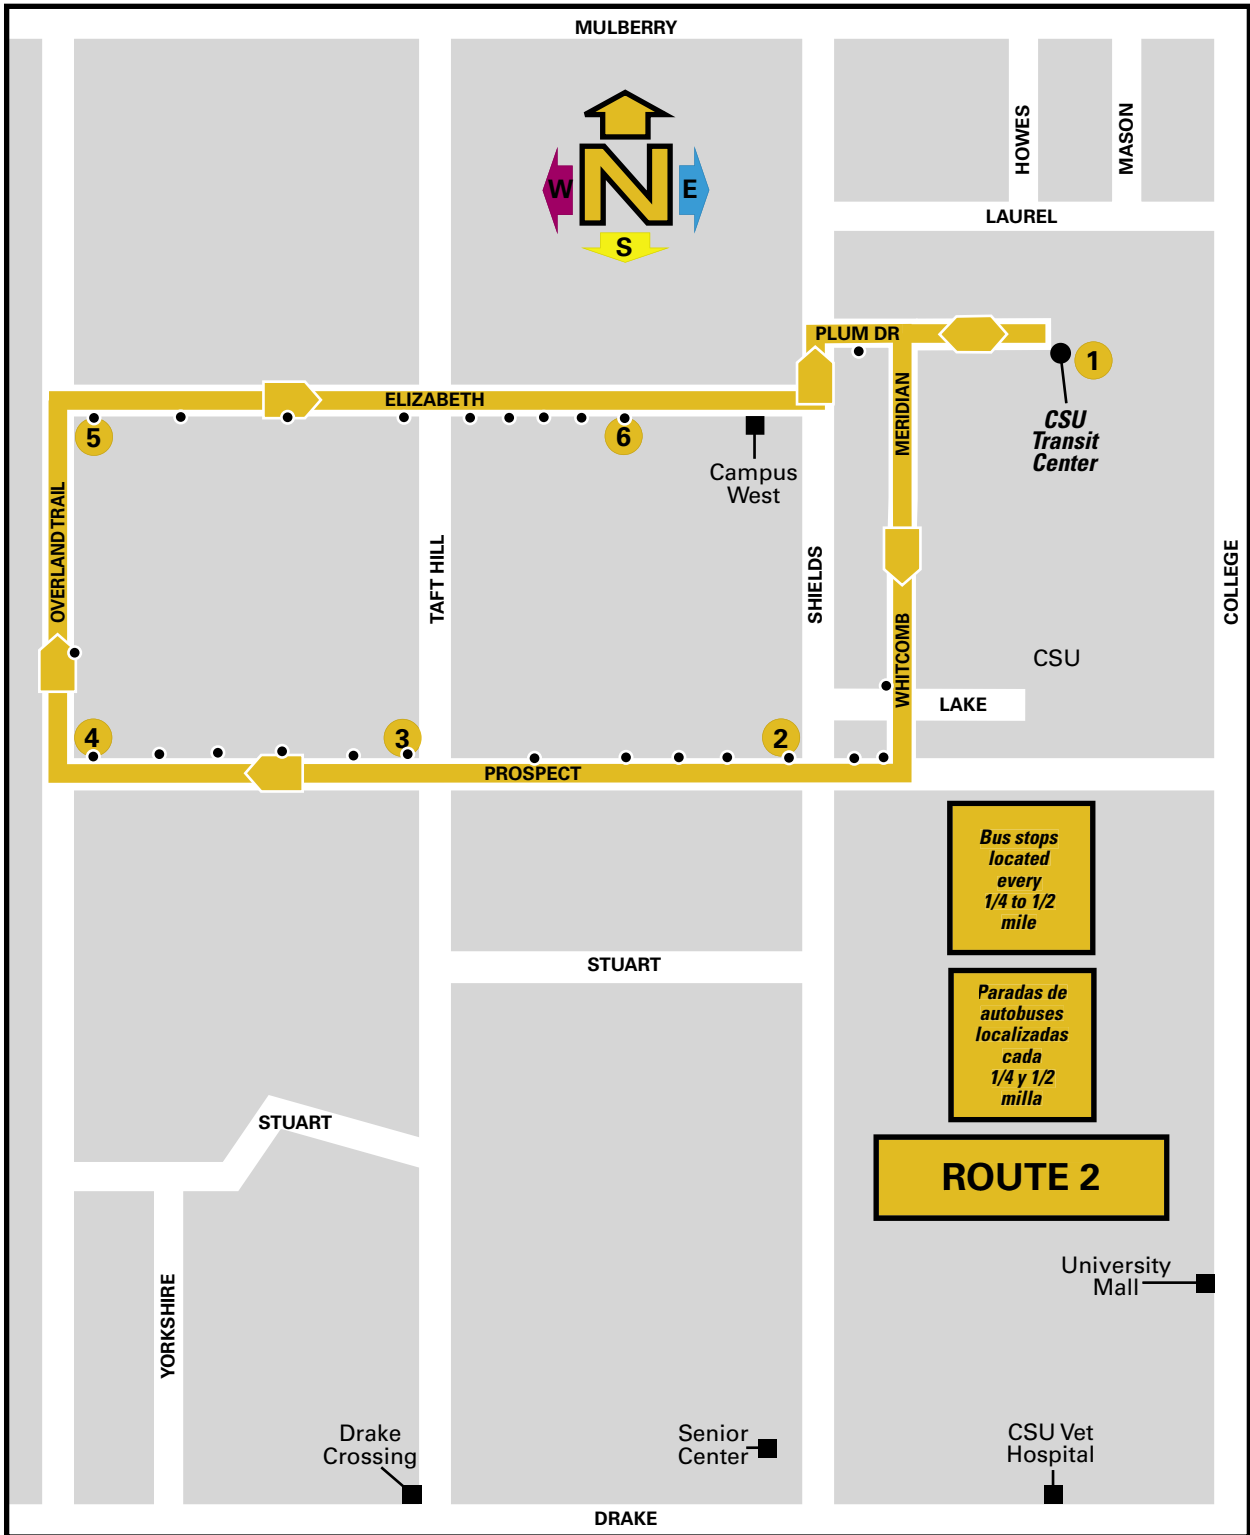 MULBERRY
HOWES
MASON
W
N
E
S
LAUREL
PLUM DR
1
CSU
Transit
Center
MERIDIAN
ELIZABETH
5
6
Campus
West
OVERLAND TRAIL
TAFT HILL
SHIELDS
COLLEGE
WHITCOMB
CSU
LAKE
4
3
2
PROSPECT
Bus stops
located
every
1/4 to 1/2
mile
STUART
Paradas de
autobuses
localizadas
cada
1/4 y 1/2
milla
STUART
ROUTE 2
YORKSHIRE
University
Mall
Drake
Crossing
Senior
Center
CSU Vet
Hospital
DRAKE